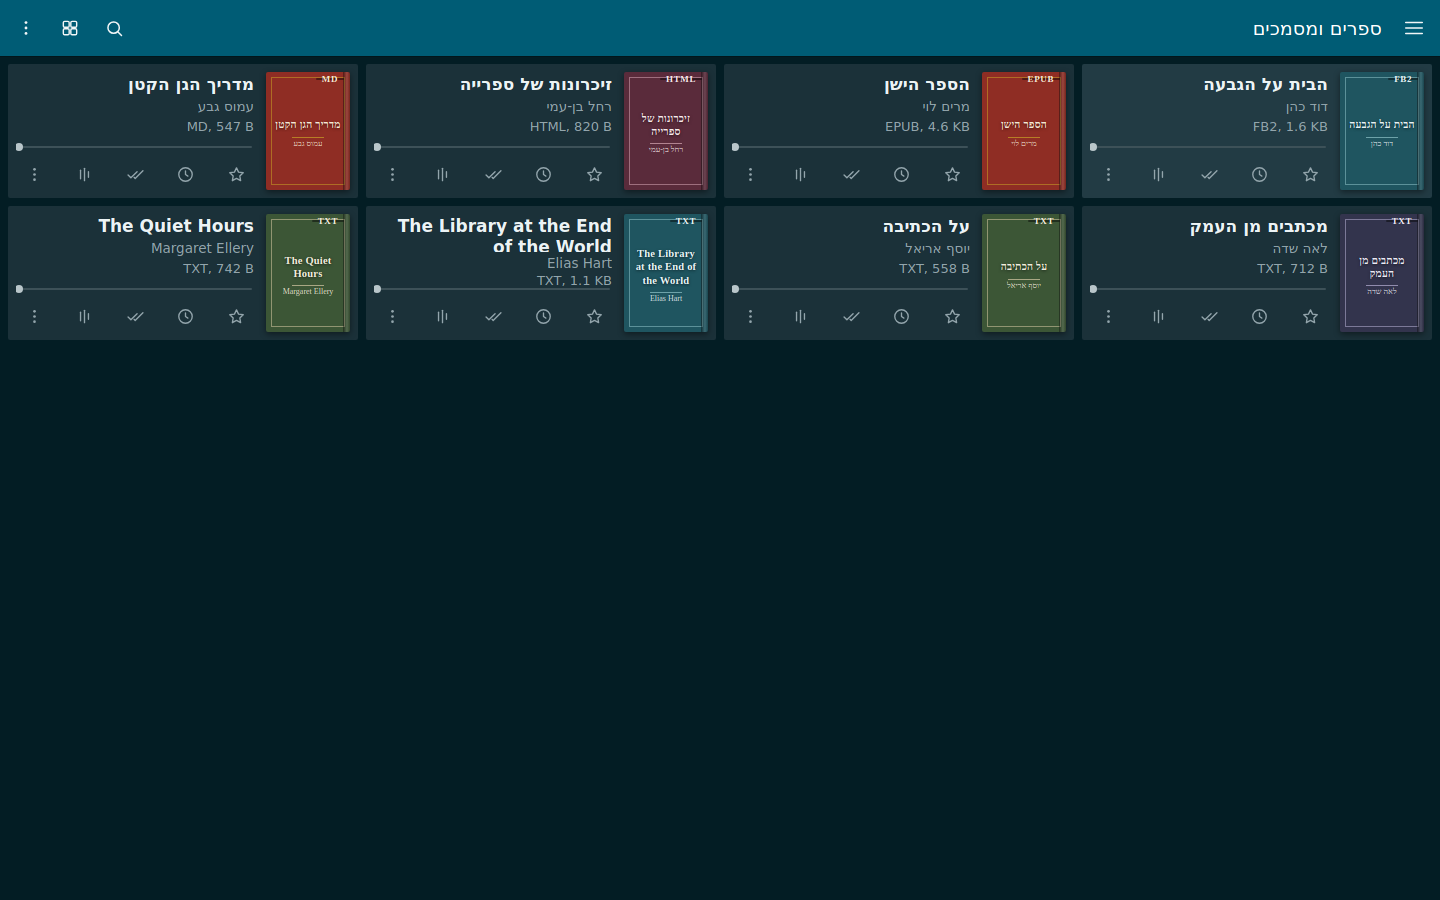 ספרים ומסמכים
FB2
הבית על הגבעה
דוד כהן
הבית על הגבעה
דוד כהן
FB2, 1.6 KB
EPUB
הספר הישן
מרים לוי
הספר הישן
מרים לוי
EPUB, 4.6 KB
HTML
זיכרונות של
ספרייה
רחל בן-עמי
זיכרונות של ספרייה
רחל בן-עמי
HTML, 820 B
MD
מדריך הגן הקטן
עמוס גבע
מדריך הגן הקטן
עמוס גבע
MD, 547 B
TXT
מכתבים מן
העמק
לאה שדה
מכתבים מן העמק
לאה שדה
TXT, 712 B
TXT
על הכתיבה
יוסף אריאל
על הכתיבה
יוסף אריאל
TXT, 558 B
TXT
The Library
at the End of
the World
Elias Hart
The Library at the End
of the World
Elias Hart
TXT, 1.1 KB
TXT
The Quiet
Hours
Margaret Ellery
The Quiet Hours
Margaret Ellery
TXT, 742 B